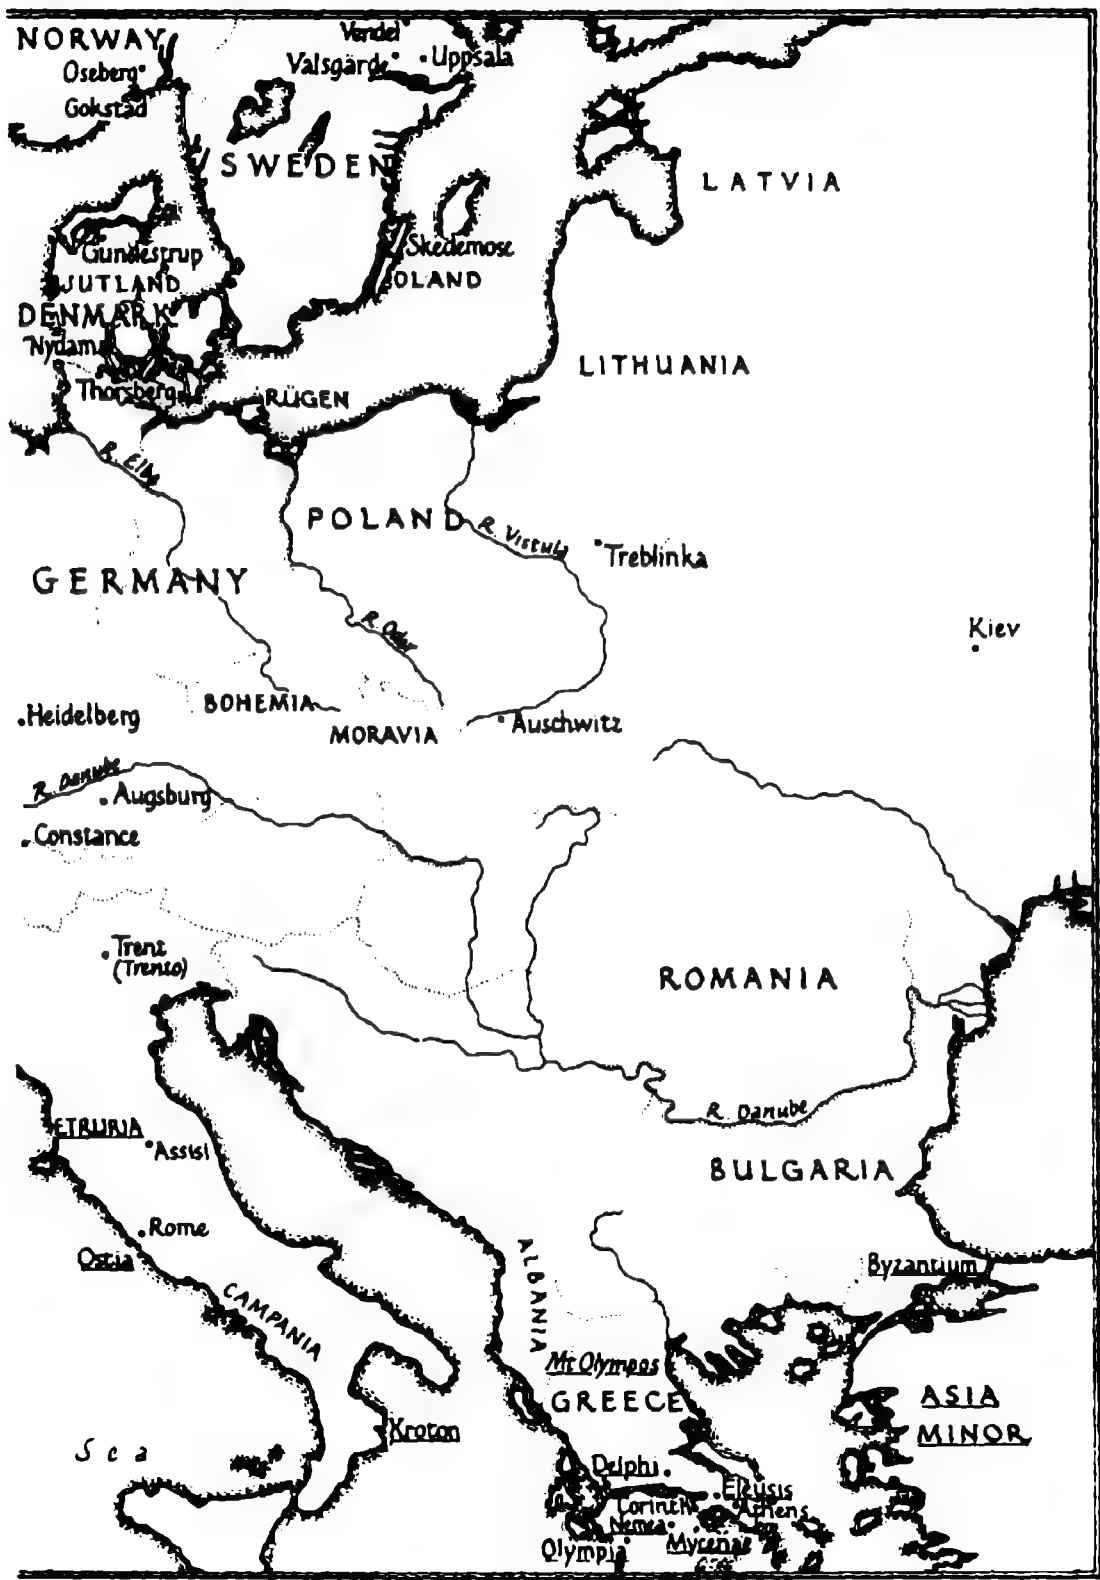 NORWAY
Vendel
Oseberg
Valsgärde
Uppsala
Gokstad
SWEDEN
LATVIA
Skedemose
Gundestrup
JUTLAND
OLAND
DENMARK
Nydam
LITHUANIA
Thorsberg
RÜGEN
R. Elbe
POLAND
R. Vistula
Treblinka
GERMANY
R. Oder
Kiev
BOHEMIA
Heidelberg
Auschwitz
MORAVIA
R. Danube
Augsburg
Constance
Trent
(Trento)
ROMANIA
R. Danube
ETRURIA
Assisi
BULGARIA
Rome
Ostia
ALBANIA
Byzantium
CAMPANIA
Mt Olympos
GREECE
ASIA
MINOR
Kroton
Sea
Delphi
Eleusis
Corinth
Athens
Nemea
Mycenae
Olympia